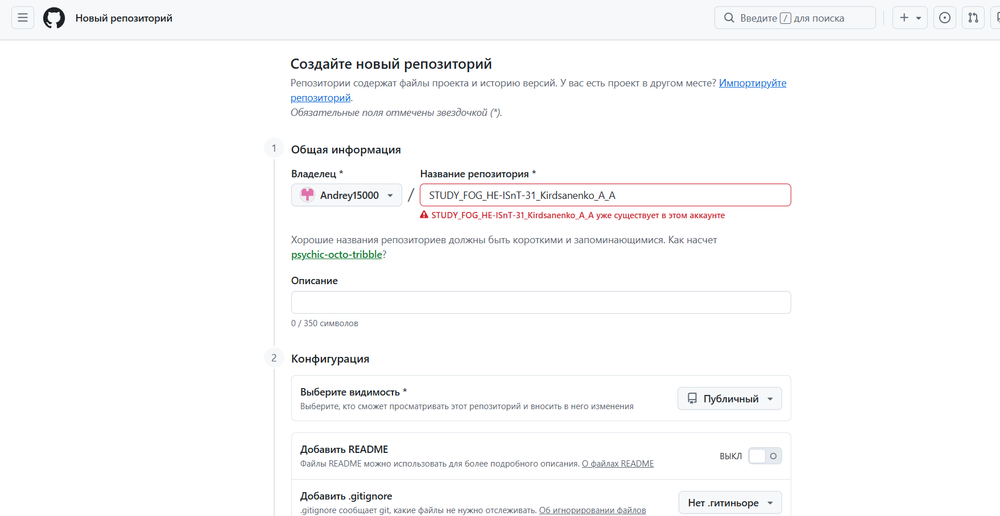 Новый репозиторий
Введите / для поиска
Создайте новый репозиторий
Репозитории содержат файлы проекта и историю версий. У вас есть проект в другом месте? Импортируйте
репозиторий.
Обязательные поля отмечены звездочкой (*).
1
Общая информация
Владелец *
Название репозитория *
Andrey15000
/
STUDY_FOG_HE-ISnT-31_Kirdsanenko_A_A
STUDY_FOG_HE-ISnT-31_Kirdsanenko_A_A уже существует в этом аккаунте
Хорошие названия репозиториев должны быть короткими и запоминающимися. Как насчет
psychic-octo-tribble?
Описание
0 / 350 символов
2
Конфигурация
Выберите видимость *
Выберите, кто сможет просматривать этот репозиторий и вносить в него изменения
Публичный
Добавить README
Файлы README можно использовать для более подробного описания. О файлах README
ВЫКЛ
Добавить .gitignore
.gitignore сообщает git, какие файлы не нужно отслеживать. Об игнорировании файлов
Нет .гитиньоре